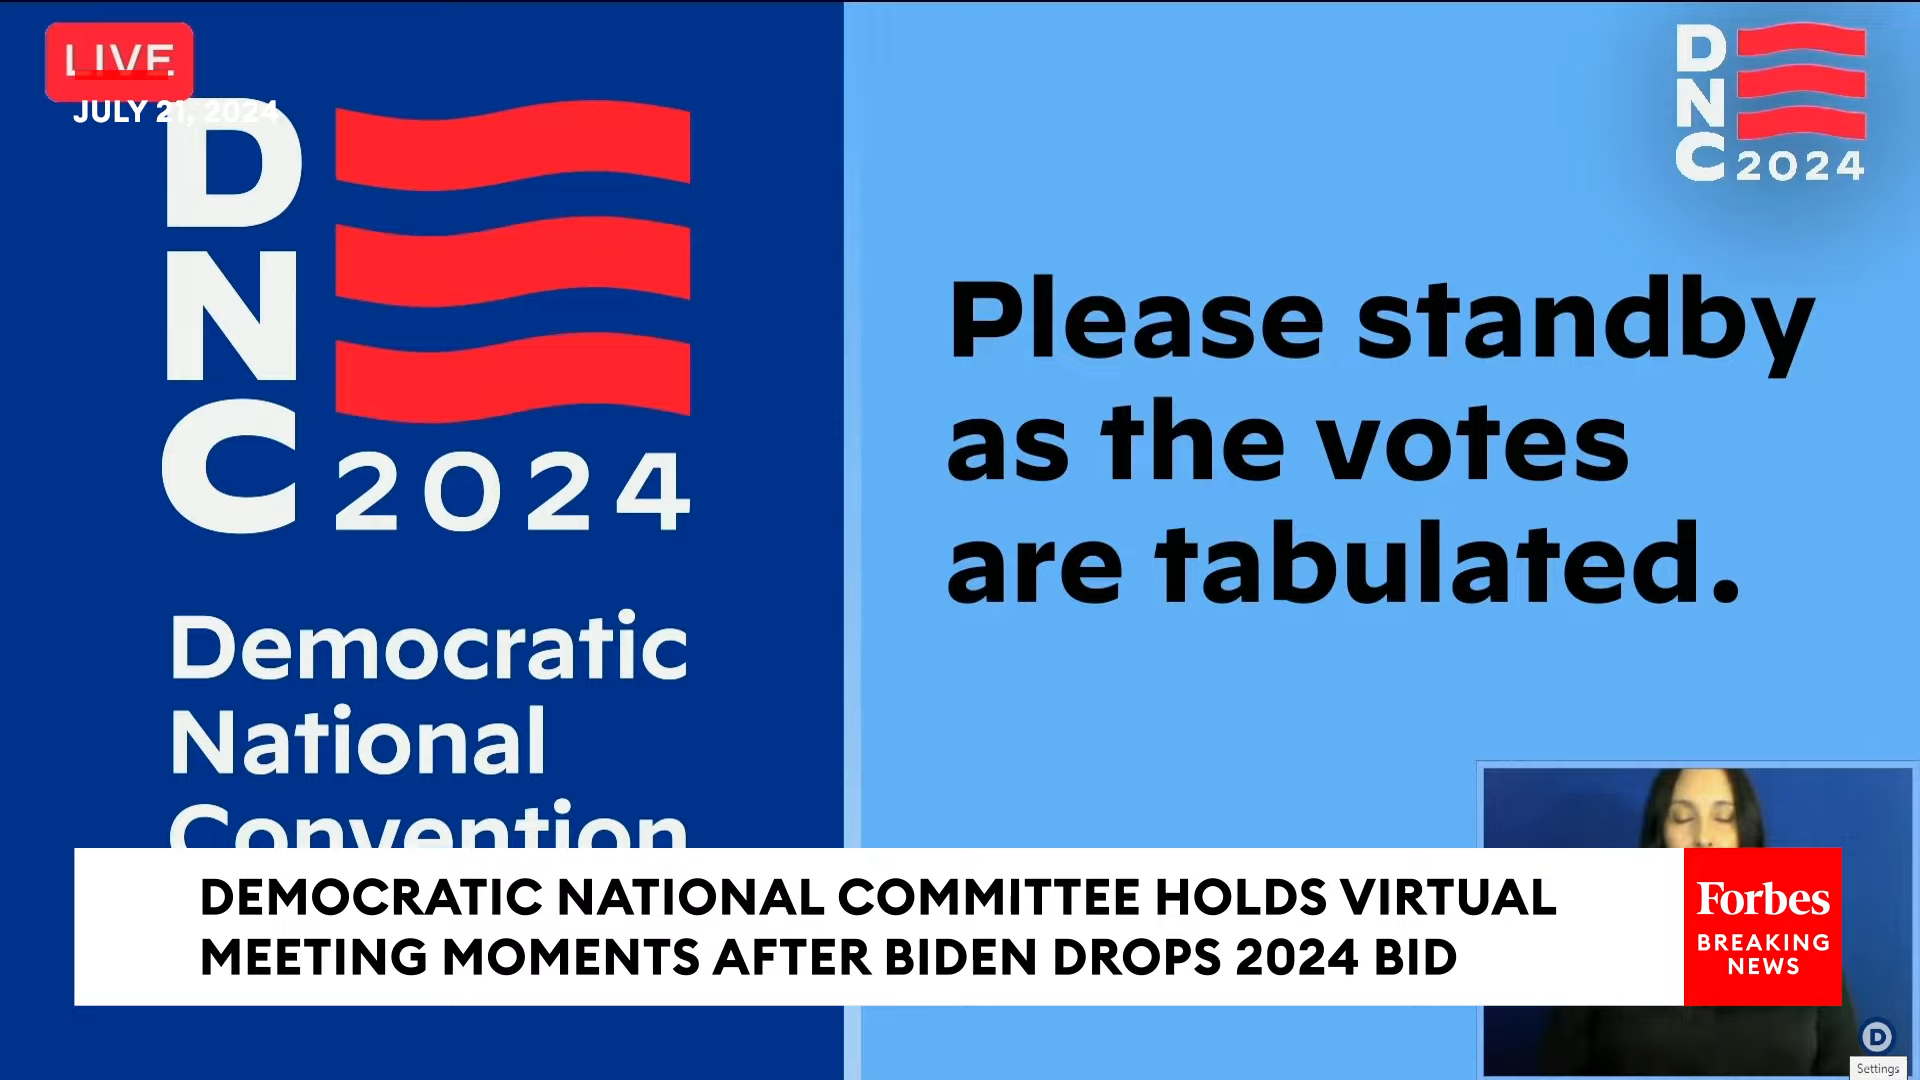 LIVE
JULY 21, 2024
D
N
C 2024
Democratic
National
Convention
D
N
C 2024
Please standby
as the votes
are tabulated.
DEMOCRATIC NATIONAL COMMITTEE HOLDS VIRTUAL
MEETING MOMENTS AFTER BIDEN DROPS 2024 BID
Forbes
BREAKING
NEWS
D
Settings